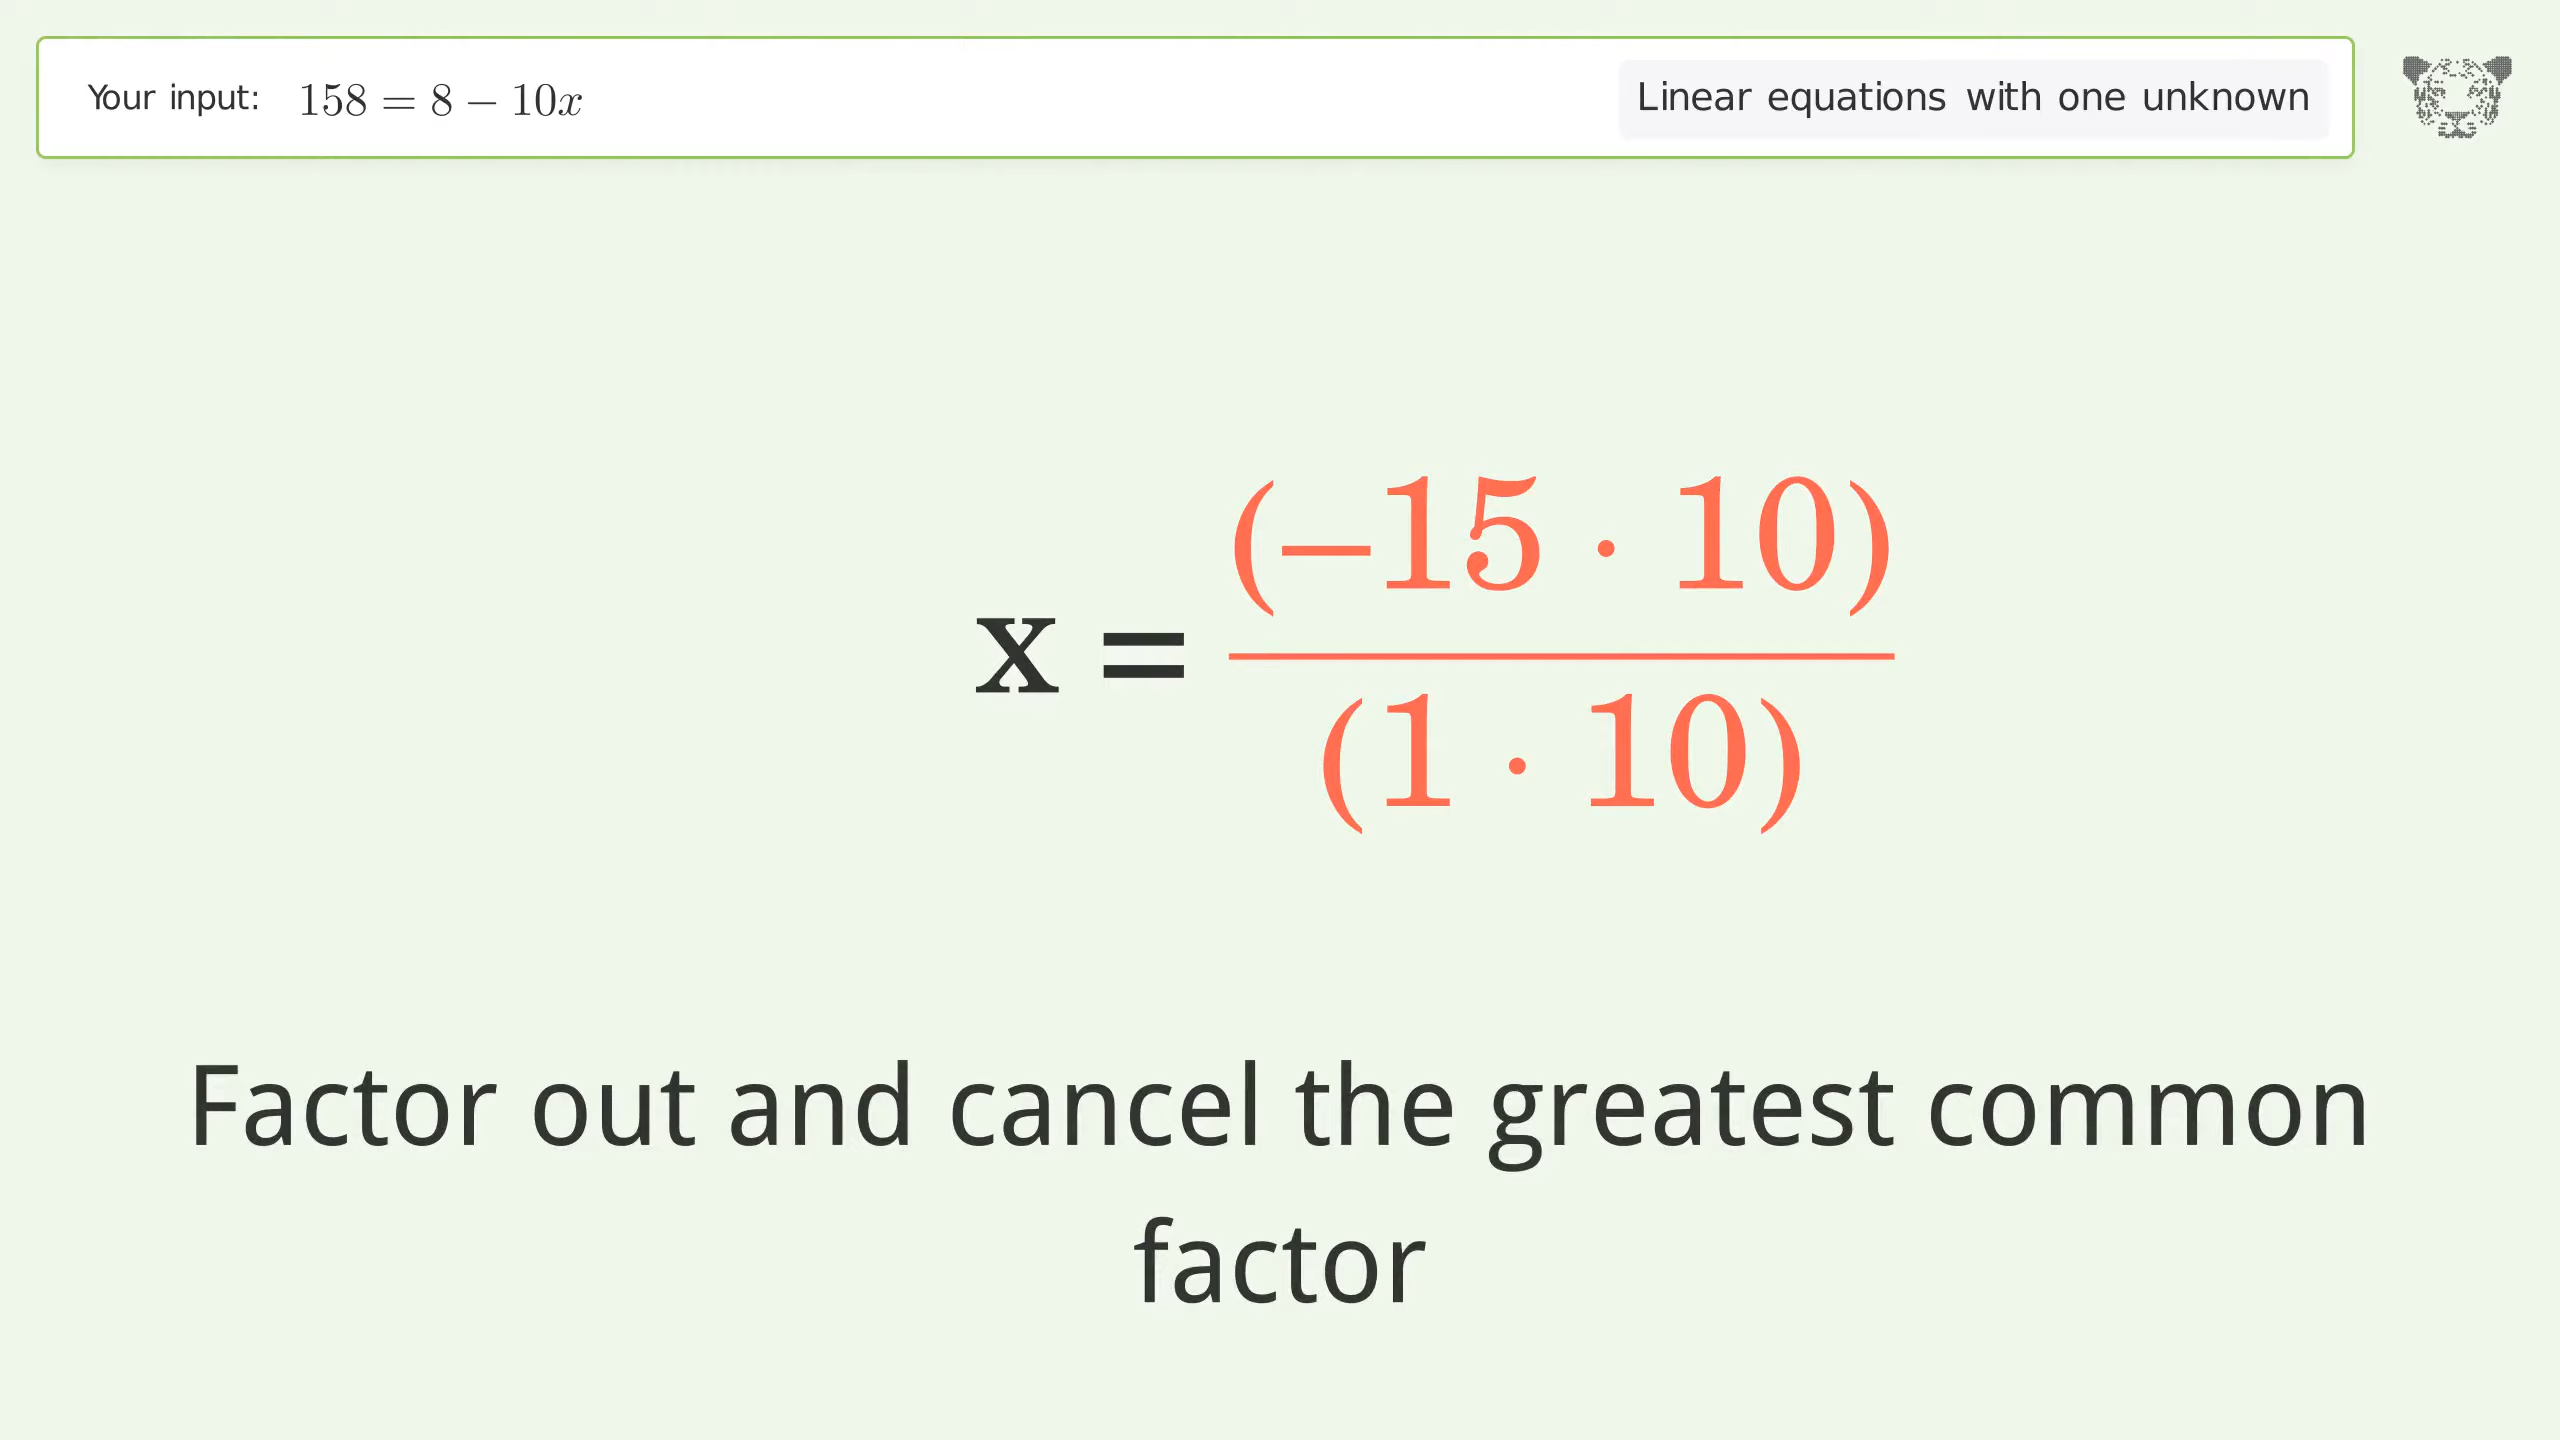 Your input: 158 = 8 − 10x
Linear equations with one unknown
x = (−15 · 10) / (1 · 10)
Factor out and cancel the greatest common
factor